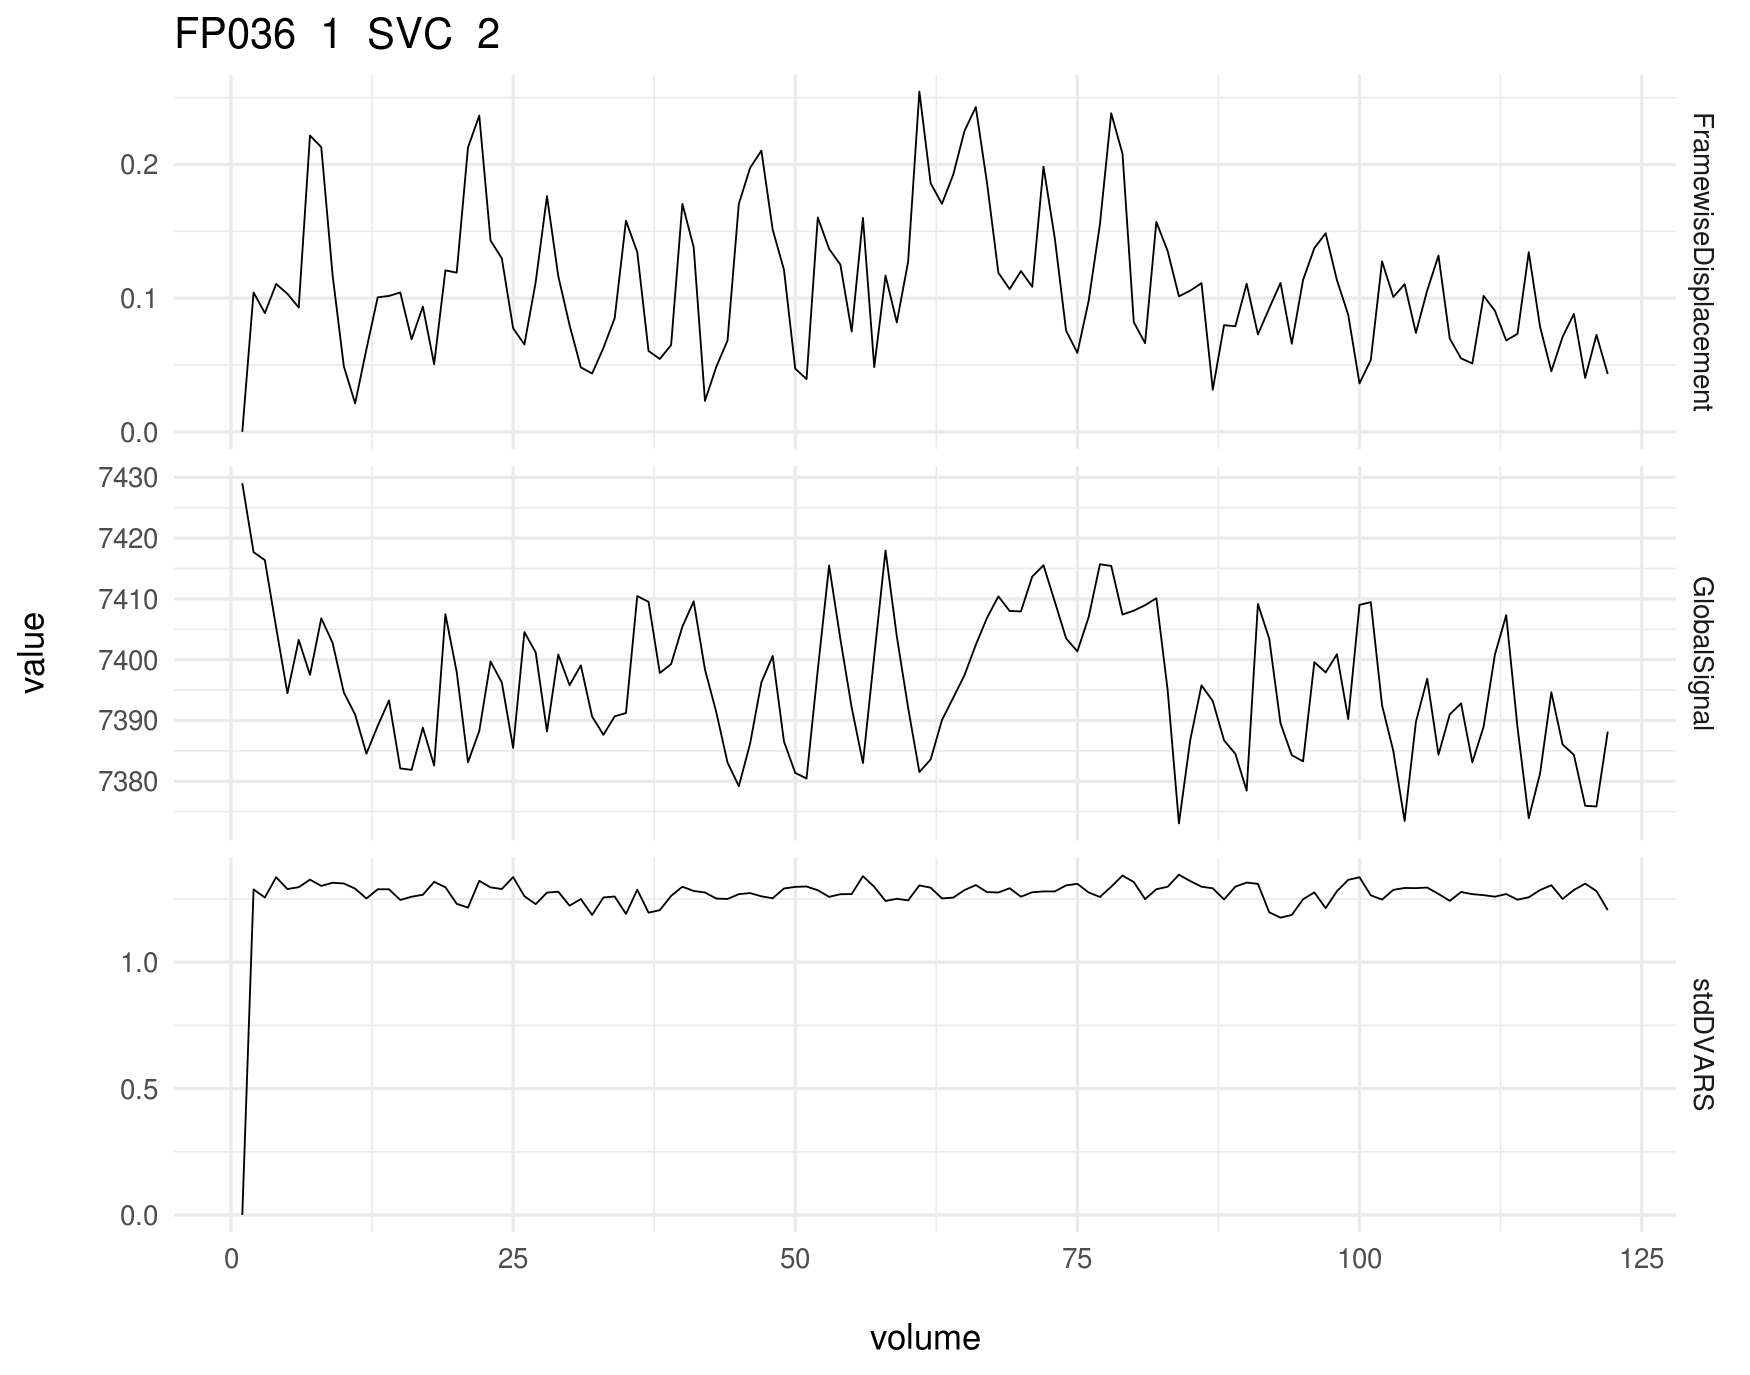 FP036 1 SVC 2
value
0.2
0.1
0.0
FramewiseDisplacement
7430
7420
7410
7400
7390
7380
GlobalSignal
1.0
0.5
0.0
stdDVARS
0 25 50 75 100 125
volume